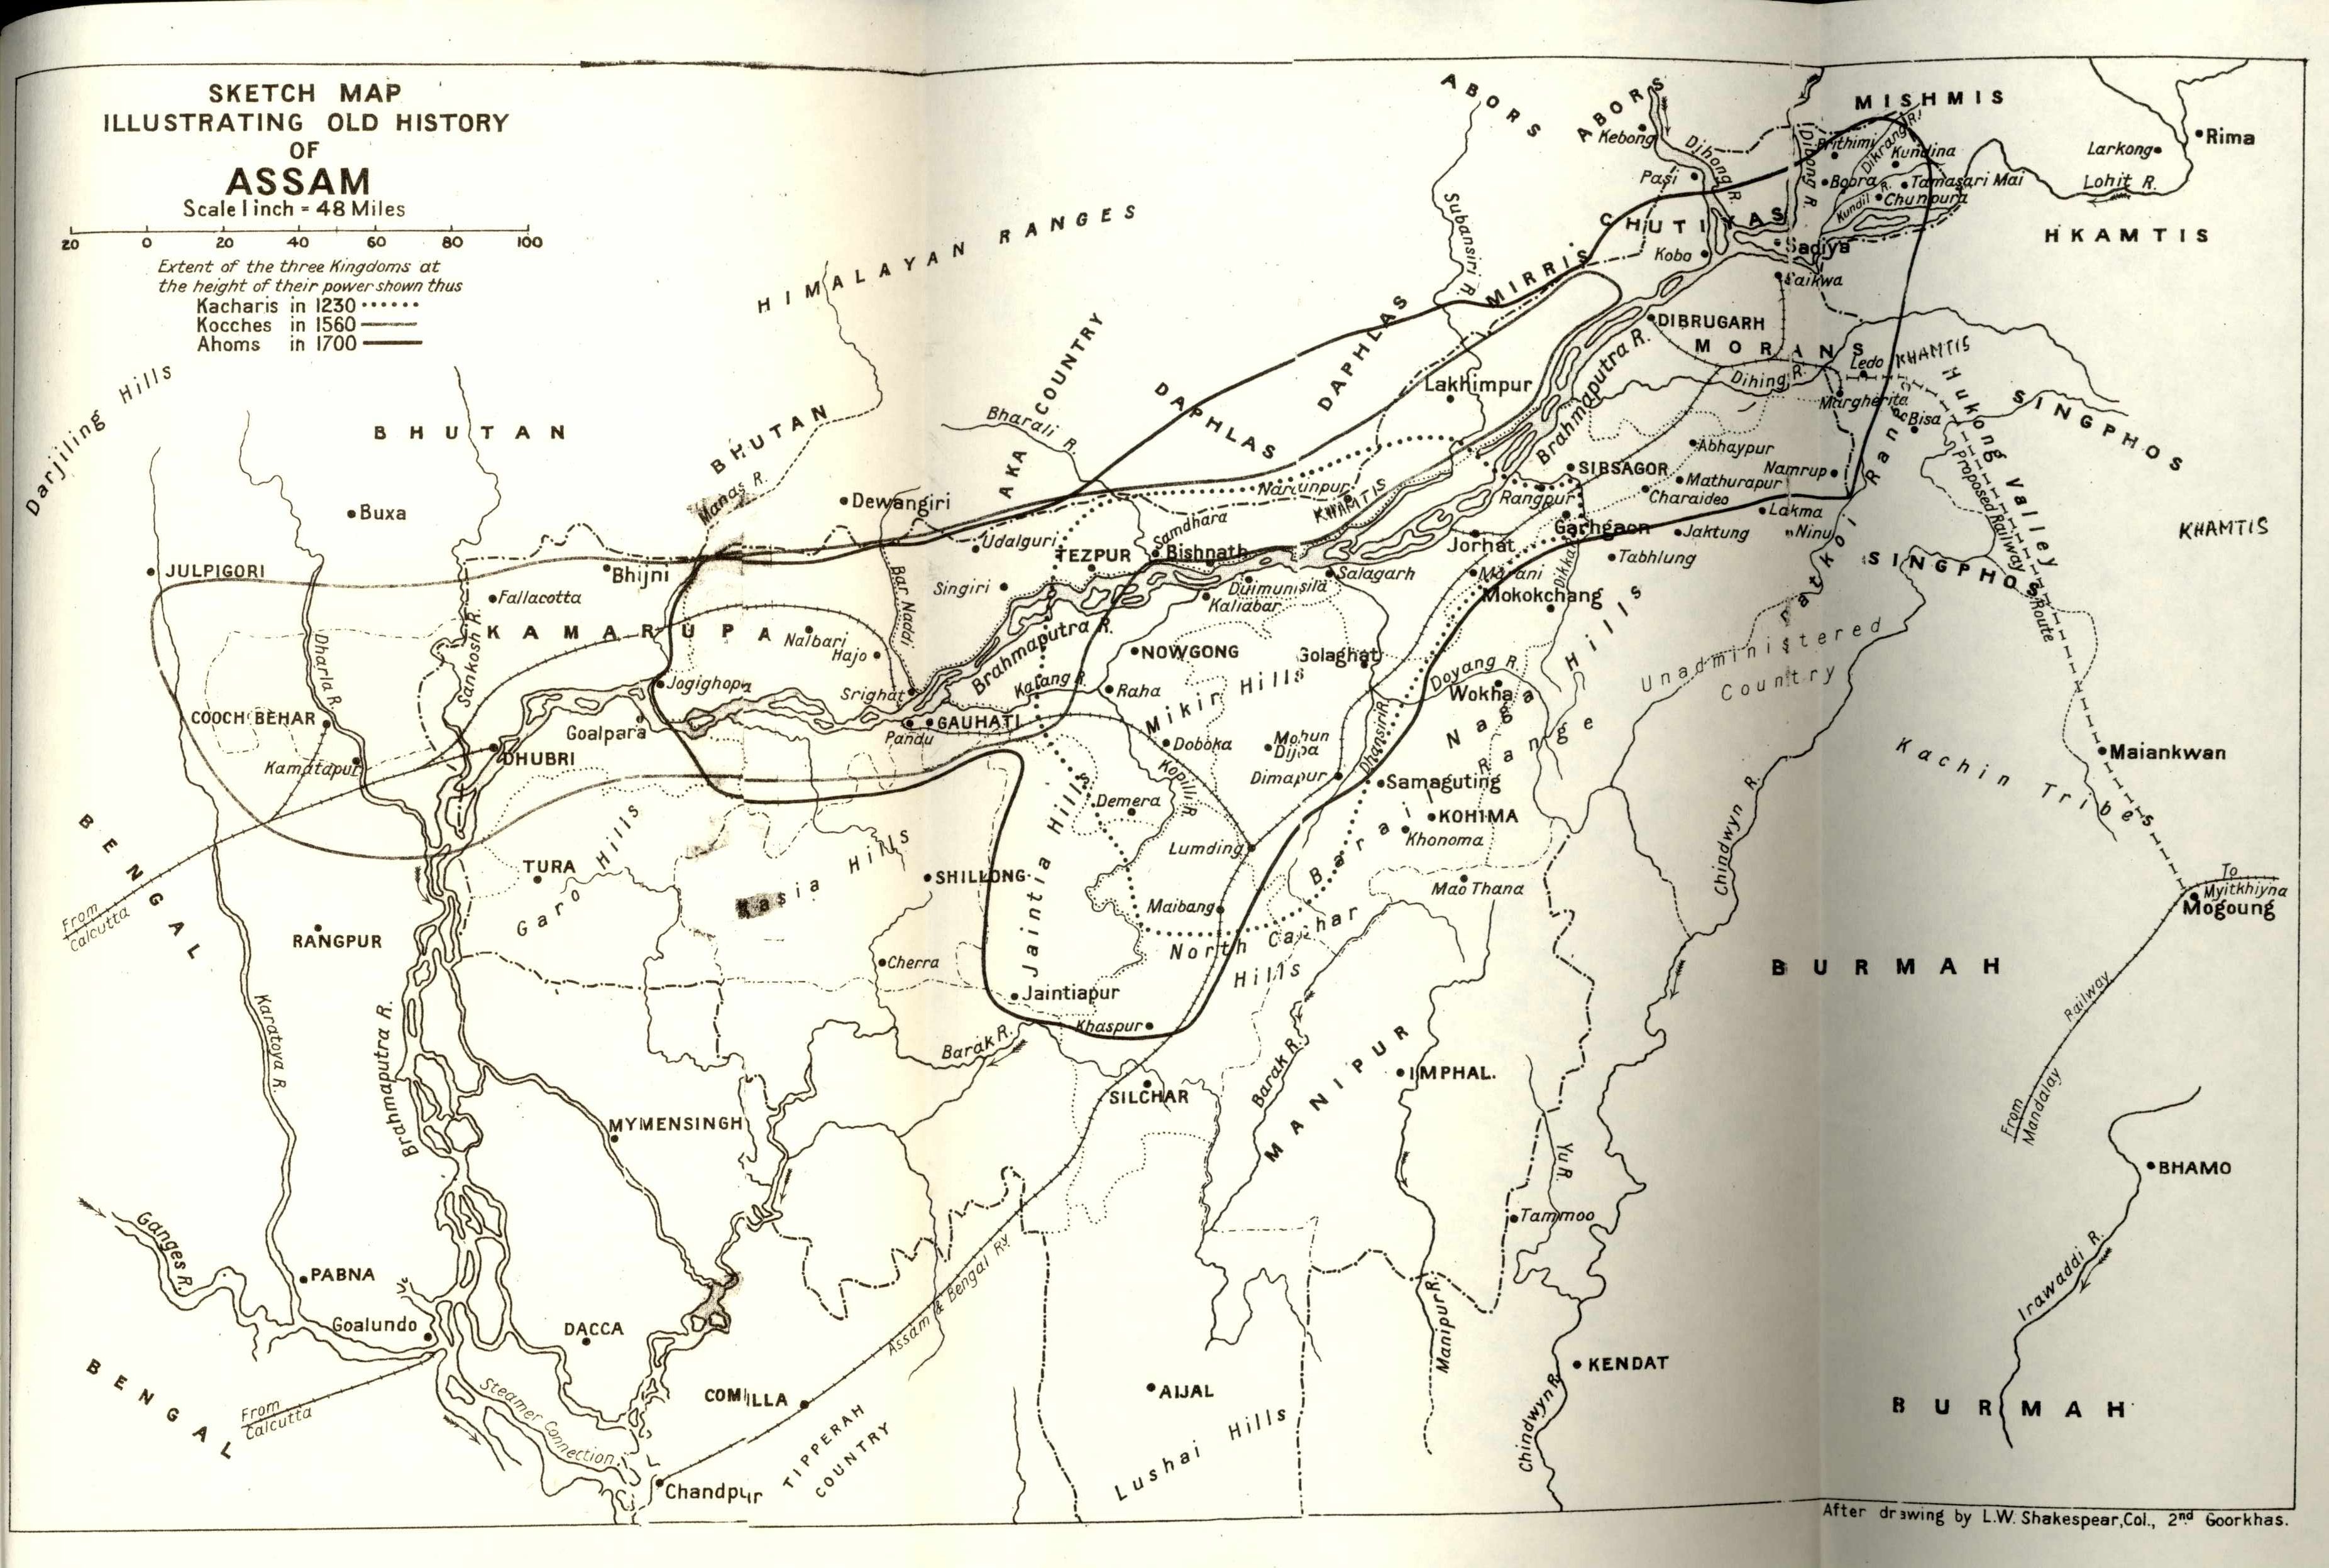 SKETCH MAP
ILLUSTRATING OLD HISTORY
OF
ASSAM
Scale 1 inch = 48 Miles
20 0 20 40 60 80 100
Extent of the three Kingdoms at
the height of their power shown thus
Kacharis in 1230
Kocches in 1560
Ahoms in 1700
Darjiling Hills
BHUTAN
Buxa
JULPIGORI
Fallacotta
Bhijni
BHUTAN
Manas R.
Dewangiri
HIMALAYAN RANGES
AKA COUNTRY
Bharali R.
DAPHLAS
DAPHLAS
MIRRIS
ABORS
ABORS
Subansiri R.
Kebong
Pasi
Djhong R.
Dibong R.
MISHMIS
Prithimi
Dikrang R.
Kundina
Bobra
Tamasari Mai
Kundil R.
Chunpura
Larkong
Rima
Lohit R.
HKAMTIS
CHUTIYAS
Kobo
Sadiya
Saikwa
DIBRUGARH
MORANS
Ledo
KHAMTIS
Dihing R.
Margherita
Bisa
Hukong Valley
SINGPHOS
Proposed Railway Route
KHAMTIS
SINGPHOS
Patkoi Range
Lakhimpur
Brahmaputra R.
Abhaypur
SIBSAGOR
Mathurapur
Namrup
Rangpur
Charaideo
Lakma
Garhgaon
Jaktung
Ninu
Tabhlung
Jorhat
Dikku
Mariani
Mokokchang
Narunpur
KHAMTIS
Samdhara
Udalguri
TEZPUR
Bishnath
Singiri
Duimunisila
Salagarh
Kaliabar
Bar Naddi
KAMARUPA
Nalbari
Hajo
Brahmaputra R.
NOWGONG
Golaghat
Kalang R.
Raha
Mikir Hills
Doyang R.
Wokha
Naga Hills
Unadministered
Country
Srighat
GAUHATI
Pandu
Jogighopa
Goalpara
Sankosh R.
Dharla R.
COOCH BEHAR
Kamatapur
DHUBRI
Doboka
Mohun
Dijoa
Dimapur
Dhansiri R.
Samaguting
Barail Range
KOHIMA
Khonoma
Kopilli R.
Demera
Lumding
Mao Thana
Chindwyn R.
Kachin Tribes
Maiankwan
To
Myitkhiyna
Mogoung
BENGAL
From
Calcutta
TURA
Garo Hills
Kasia Hills
SHILLONG
Jaintia Hills
Maibang
North Cachar
Hills
RANGPUR
Cherra
Jaintiapur
Khaspur
Barak R.
BURMAH
Railway
From
Mandalay
Karatoya R.
Brahmaputra R.
SILCHAR
Barak R.
MANIPUR
IMPHAL.
MYMENSINGH
Yu R.
Tammoo
BHAMO
Irawaddi R.
Ganges R.
PABNA
Goalundo
DACCA
Assam & Bengal Ry
Manipur R.
KENDAT
Chindwyn R.
BENGAL
From
Calcutta
Steamer Connection
COMILLA
AIJAL
Lushai Hills
BURMAH
TIPPERAH
COUNTRY
Chandpur
After drawing by L.W. Shakespear, Col., 2nd Goorkhas.